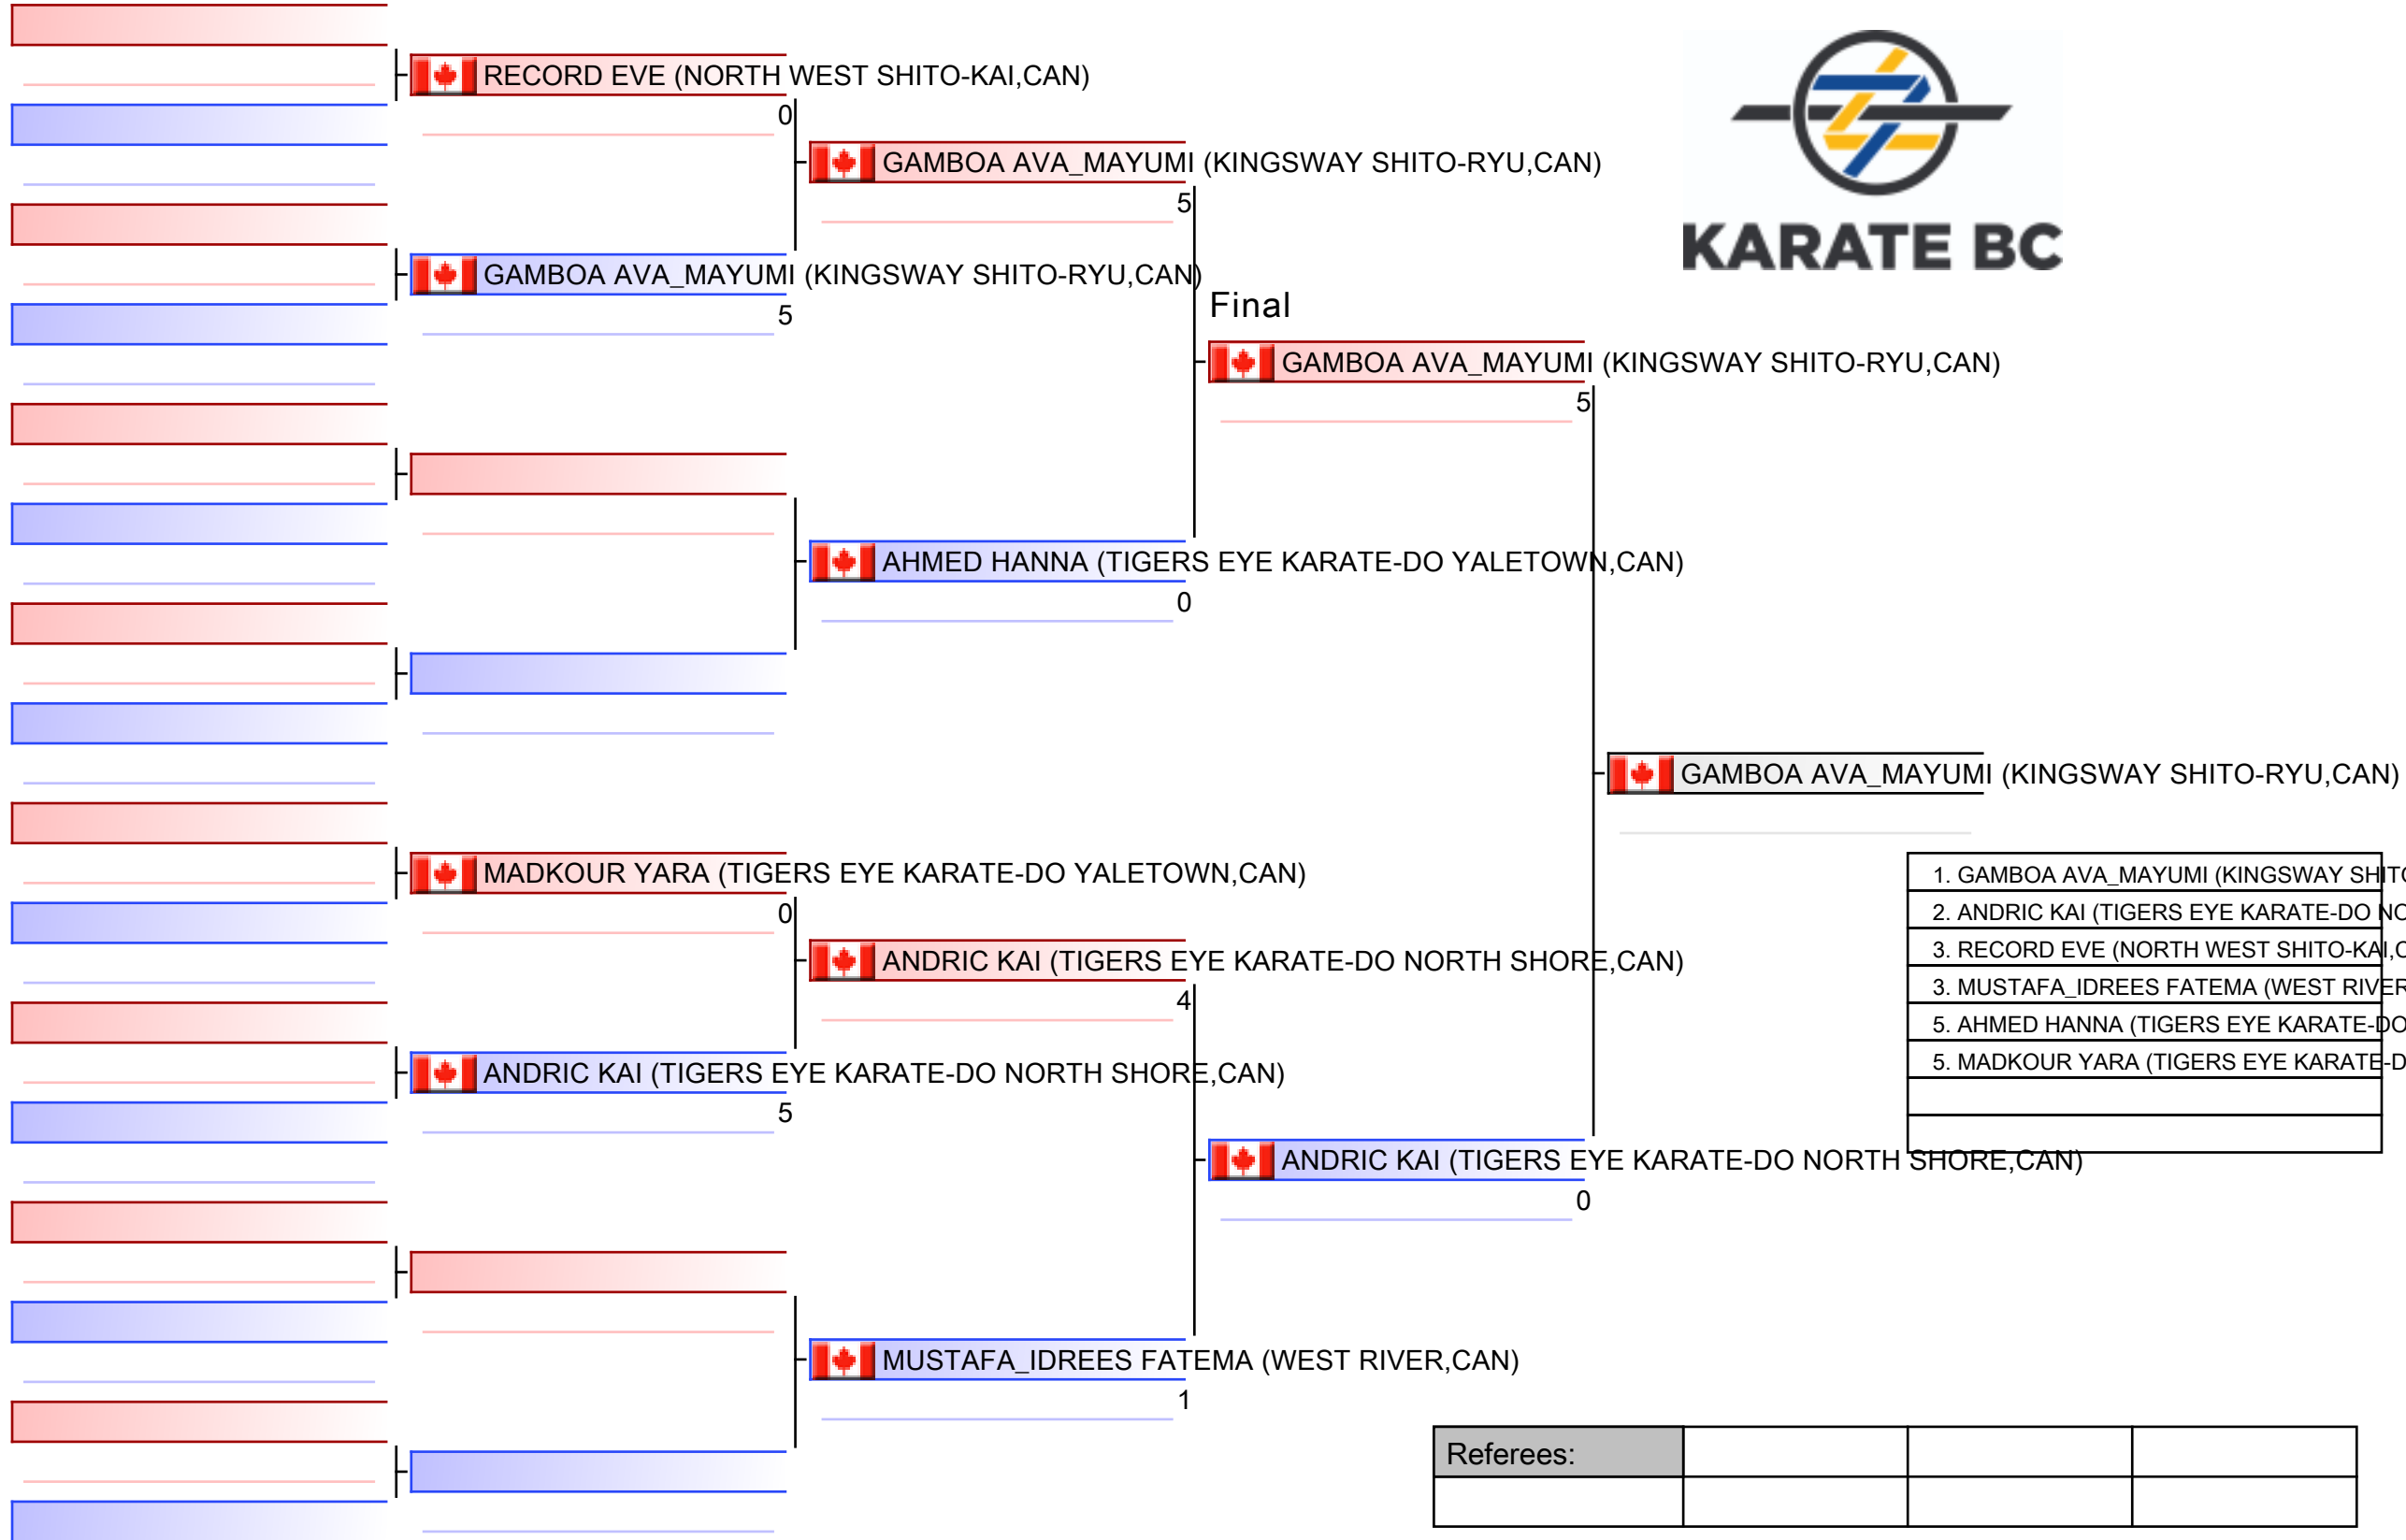 RECORD EVE (NORTH WEST SHITO-KAI,CAN)
0
GAMBOA AVA_MAYUMI (KINGSWAY SHITO-RYU,CAN)
5
KARATE BC
GAMBOA AVA_MAYUMI (KINGSWAY SHITO-RYU,CAN)
5
Final
GAMBOA AVA_MAYUMI (KINGSWAY SHITO-RYU,CAN)
5
AHMED HANNA (TIGERS EYE KARATE-DO YALETOWN,CAN)
0
GAMBOA AVA_MAYUMI (KINGSWAY SHITO-RYU,CAN)
MADKOUR YARA (TIGERS EYE KARATE-DO YALETOWN,CAN)
0
ANDRIC KAI (TIGERS EYE KARATE-DO NORTH SHORE,CAN)
4
ANDRIC KAI (TIGERS EYE KARATE-DO NORTH SHORE,CAN)
5
1. GAMBOA AVA_MAYUMI (KINGSWAY SHITO
2. ANDRIC KAI (TIGERS EYE KARATE-DO NO
3. RECORD EVE (NORTH WEST SHITO-KAI,C
3. MUSTAFA_IDREES FATEMA (WEST RIVER
5. AHMED HANNA (TIGERS EYE KARATE-DO
5. MADKOUR YARA (TIGERS EYE KARATE-D
ANDRIC KAI (TIGERS EYE KARATE-DO NORTH SHORE,CAN)
0
MUSTAFA_IDREES FATEMA (WEST RIVER,CAN)
1
Referees: